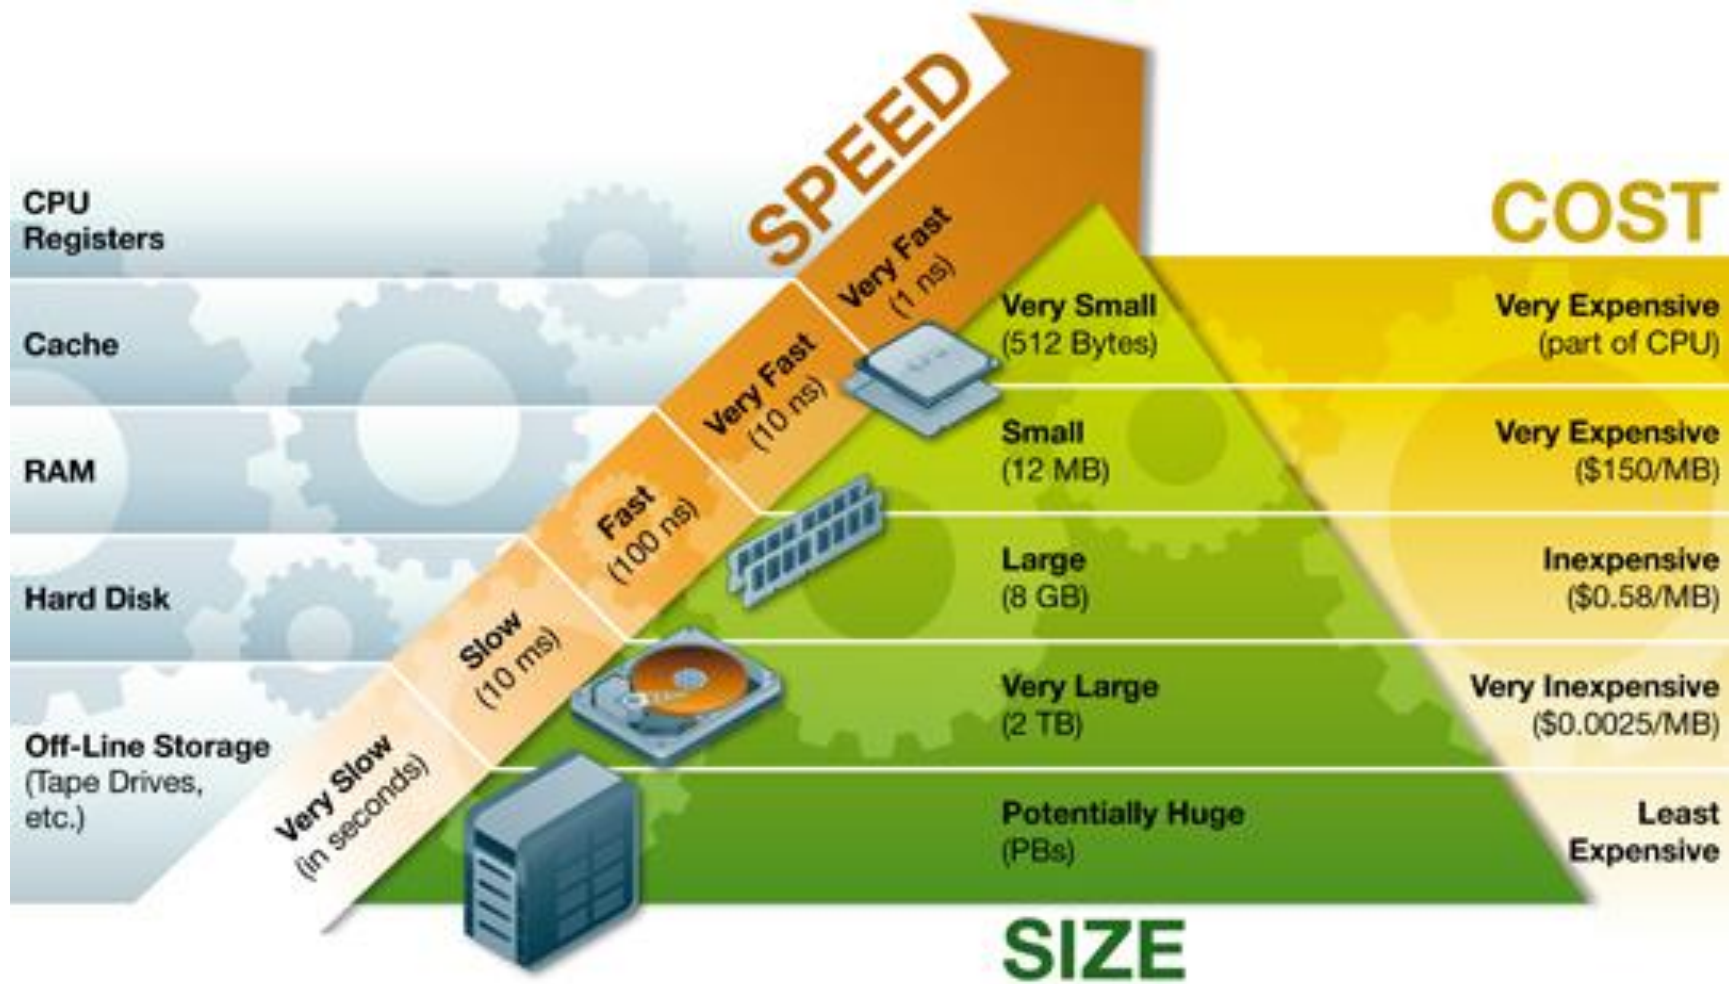 SPEED
COST
CPU
Registers
Very Fast
(1 ns)
Very Small
(512 Bytes)
Very Expensive
(part of CPU)
Cache
Very Fast
(10 ns)
Small
(12 MB)
Very Expensive
($150/MB)
RAM
Fast
(100 ns)
Large
(8 GB)
Inexpensive
($0.58/MB)
Hard Disk
Slow
(10 ms)
Very Large
(2 TB)
Very Inexpensive
($0.0025/MB)
Off-Line Storage
(Tape Drives,
etc.)
Very Slow
(in seconds)
Potentially Huge
(PBs)
Least
Expensive
SIZE